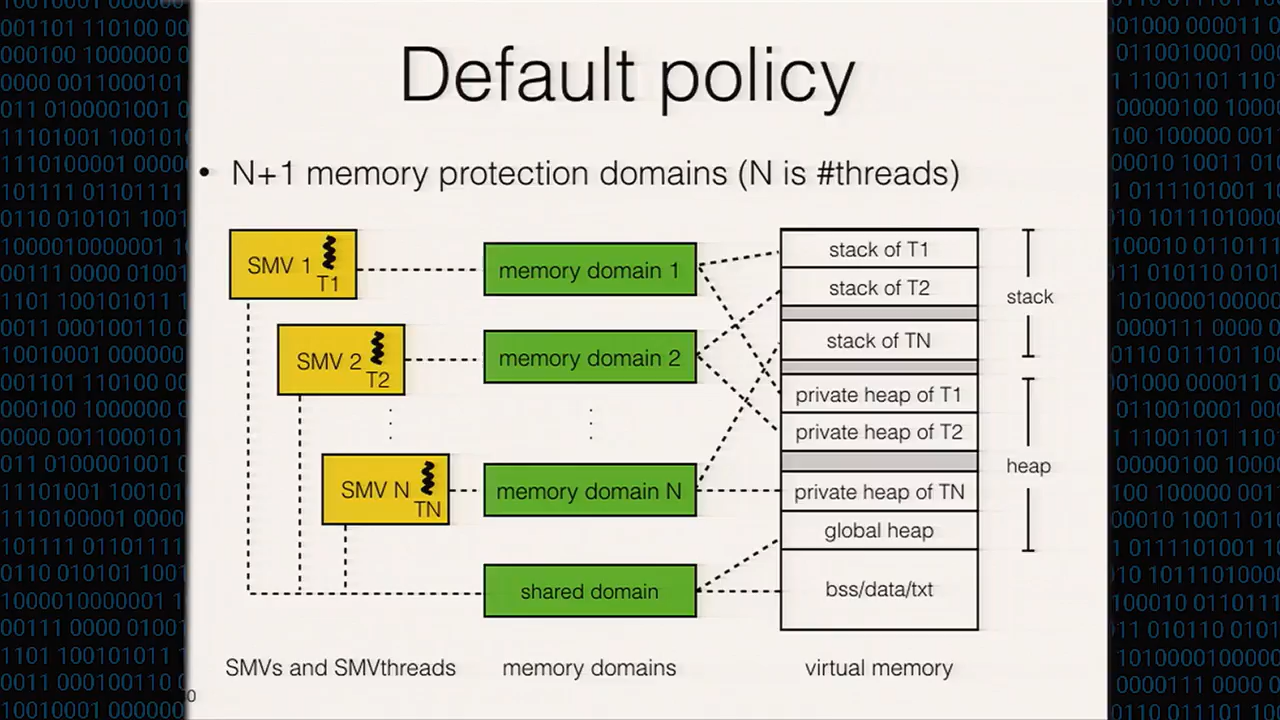 Default policy
• N+1 memory protection domains (N is #threads)
SMV 1
T1
SMV 2
T2
SMV N
TN
memory domain 1
memory domain 2
memory domain N
shared domain
stack of T1
stack of T2
stack of TN
private heap of T1
private heap of T2
private heap of TN
global heap
bss/data/txt
stack
heap
SMVs and SMVthreads
memory domains
virtual memory